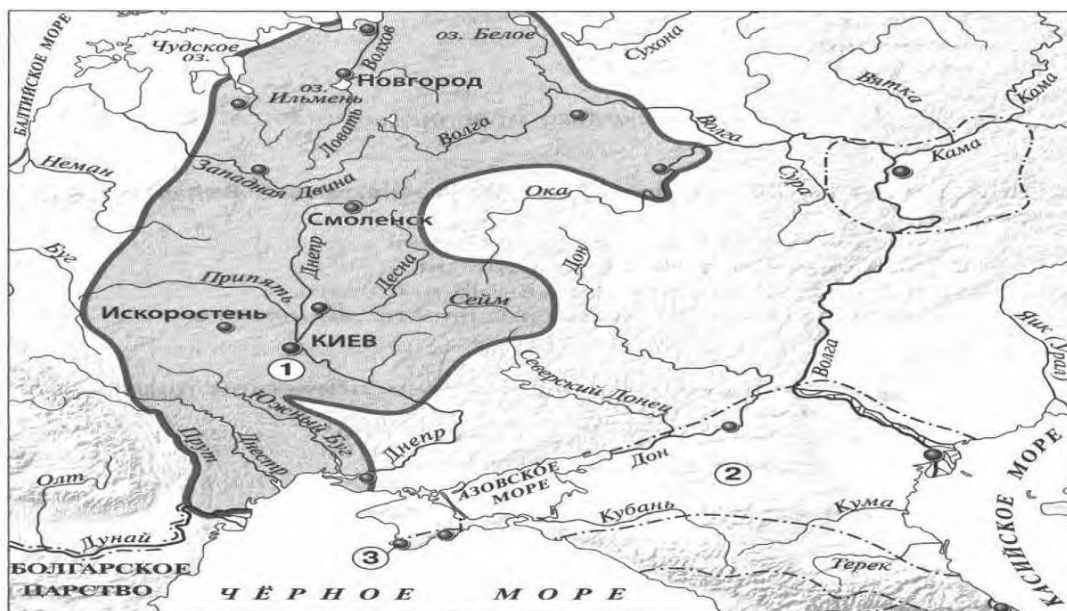 БАЛТИЙСКОЕ МОРЕ
Чудское
оз.
Волхов
оз. Белое
Сухона
Новгород
оз.
Ильмень
Ловать
Волга
Волга
Вятка
Кама
Кама
Сура
Неман
Западная Двина
Ока
Смоленск
Днепр
Десна
Дон
Буг
Припять
Сейм
Искоростень
КИЕВ
1
Яик
(Урал)
Волга
Северский Донец
Южный Буг
Прут
Днестр
Днепр
Дон
АЗОВСКОЕ
МОРЕ
2
Олт
Кубань
Кума
КАСПИЙСКОЕ МОРЕ
Дунай
3
Терек
БОЛГАРСКОЕ
ЦАРСТВО
ЧЁРНОЕ МОРЕ